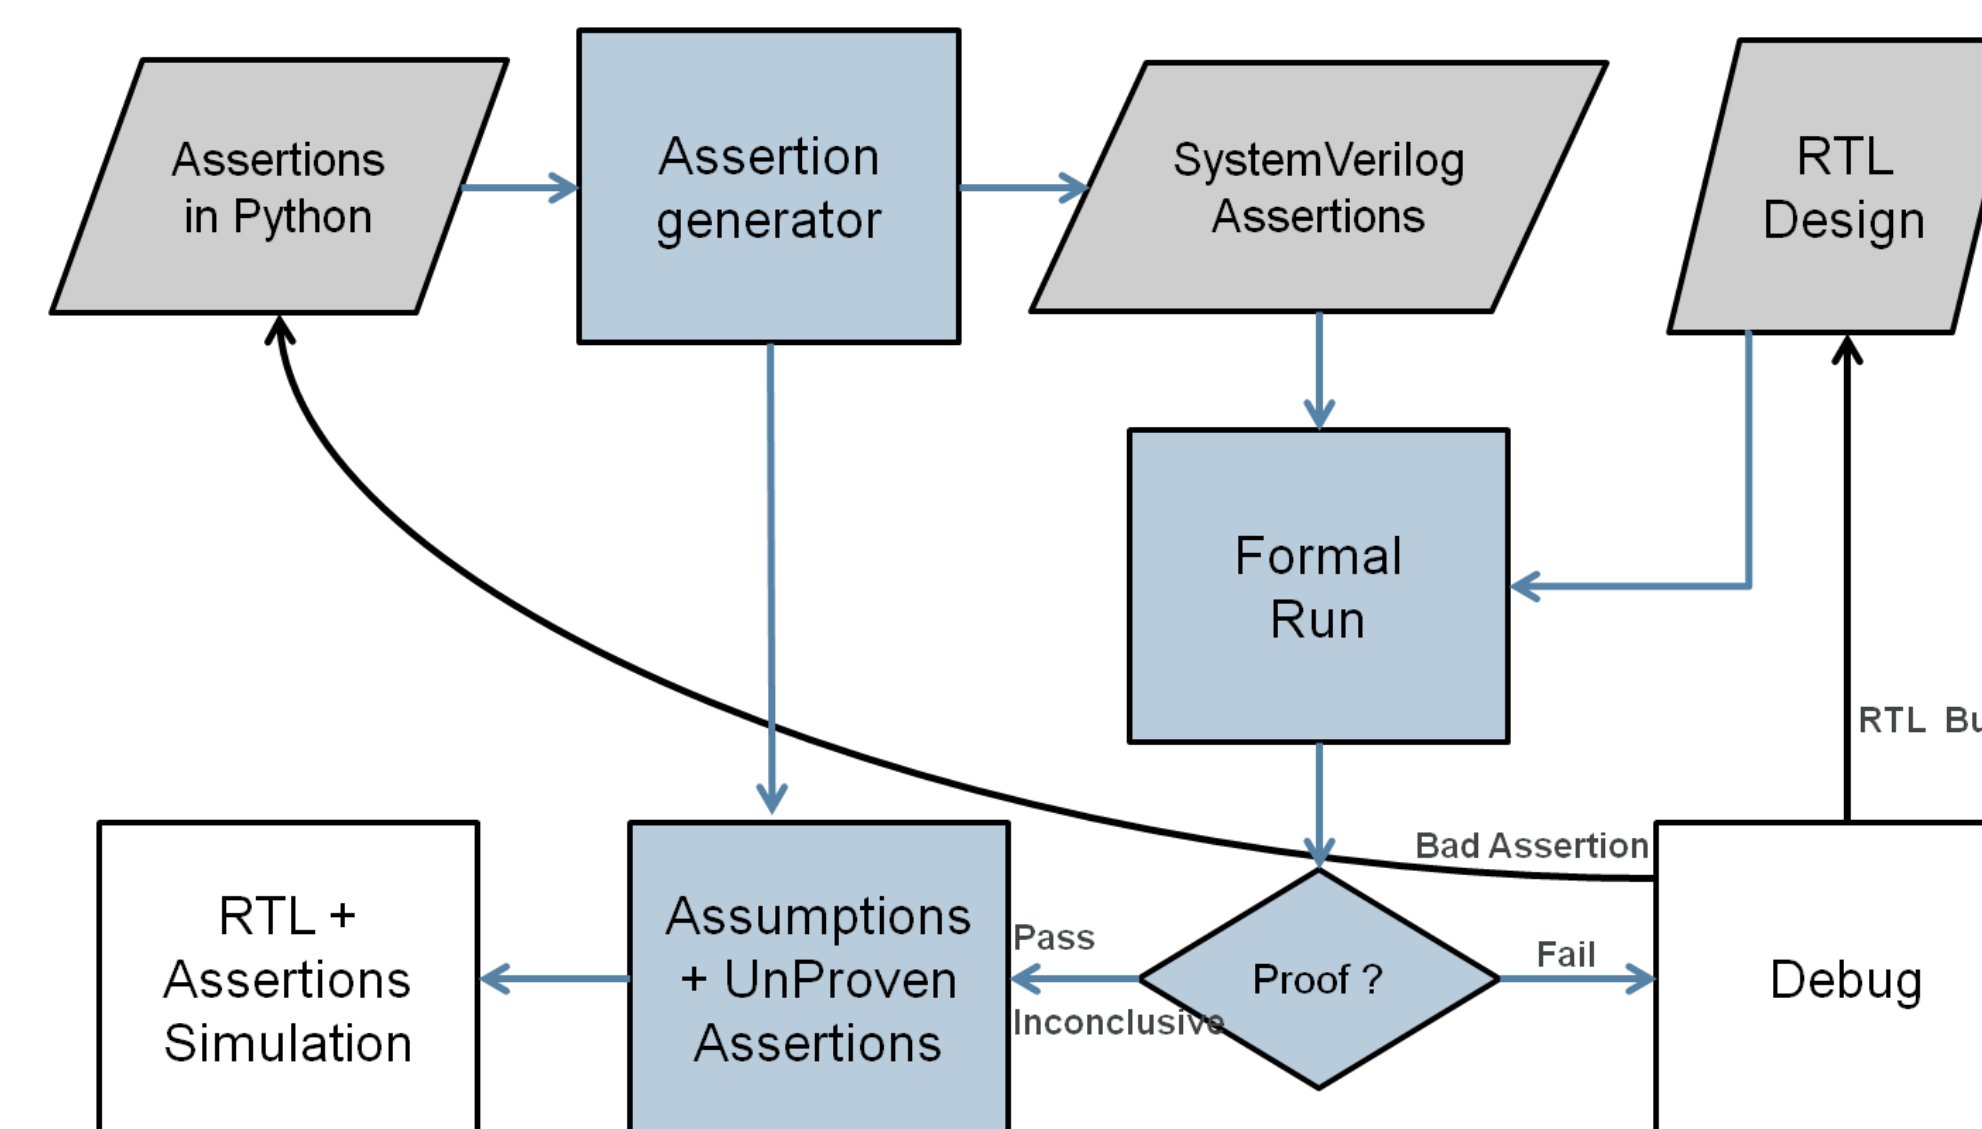 Assertions
in Python
Assertion
generator
SystemVerilog
Assertions
RTL
Design
Formal
Run
RTL
Bad Assertion
RTL +
Assertions
Simulation
Assumptions
+ UnProven
Assertions
Pass
Inconclusive
Proof ?
Fail
Debug